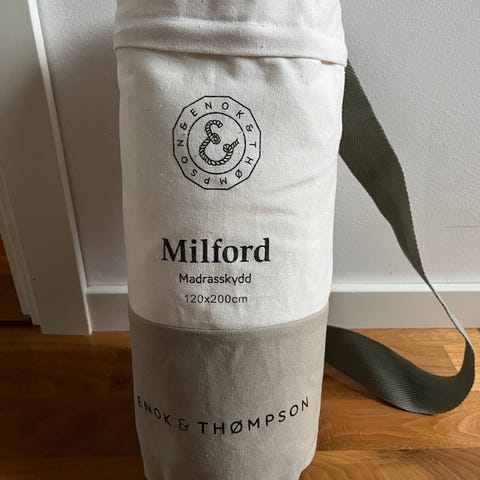 ENOK & THØMPSON &
&
Milford
Madrasskydd
120x200cm
ENOK & THØMPSON